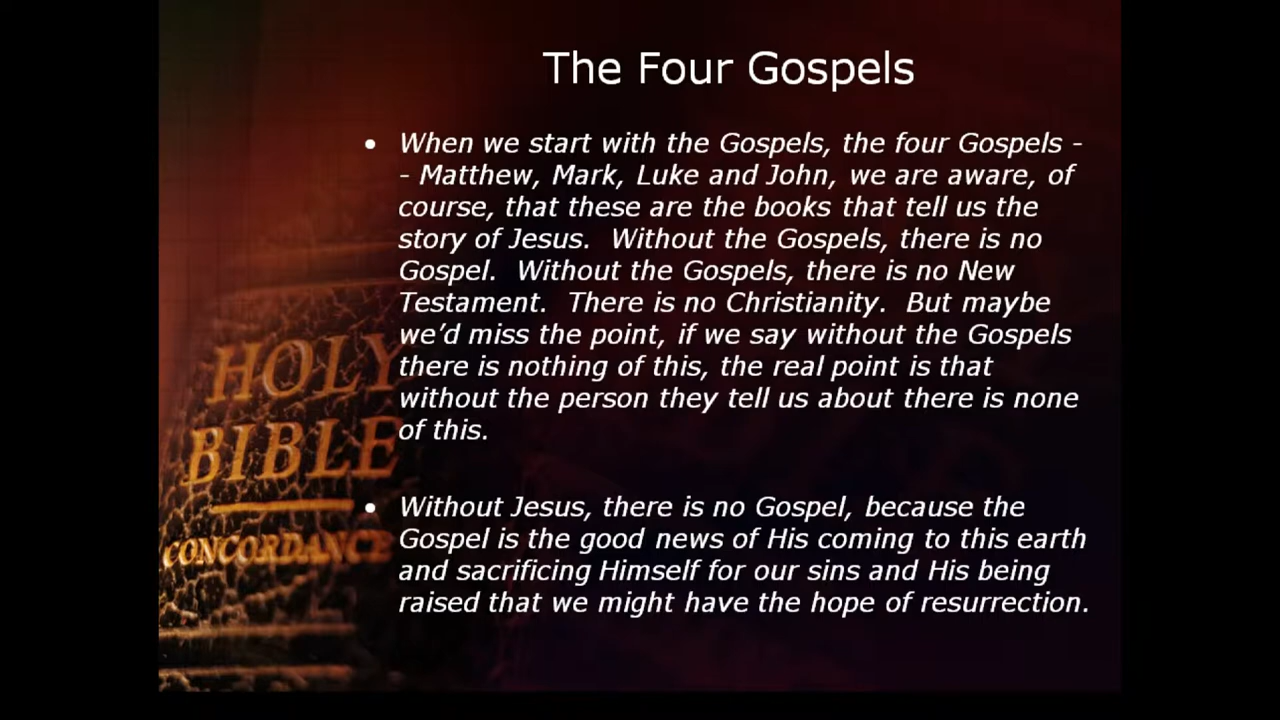 The Four Gospels
• When we start with the Gospels, the four Gospels -
- Matthew, Mark, Luke and John, we are aware, of
course, that these are the books that tell us the
story of Jesus.  Without the Gospels, there is no
Gospel.  Without the Gospels, there is no New
Testament.  There is no Christianity.  But maybe
we'd miss the point, if we say without the Gospels
there is nothing of this, the real point is that
without the person they tell us about there is none
of this.
• Without Jesus, there is no Gospel, because the
Gospel is the good news of His coming to this earth
and sacrificing Himself for our sins and His being
raised that we might have the hope of resurrection.
HOLY
BIBLE
CONCORDANCE